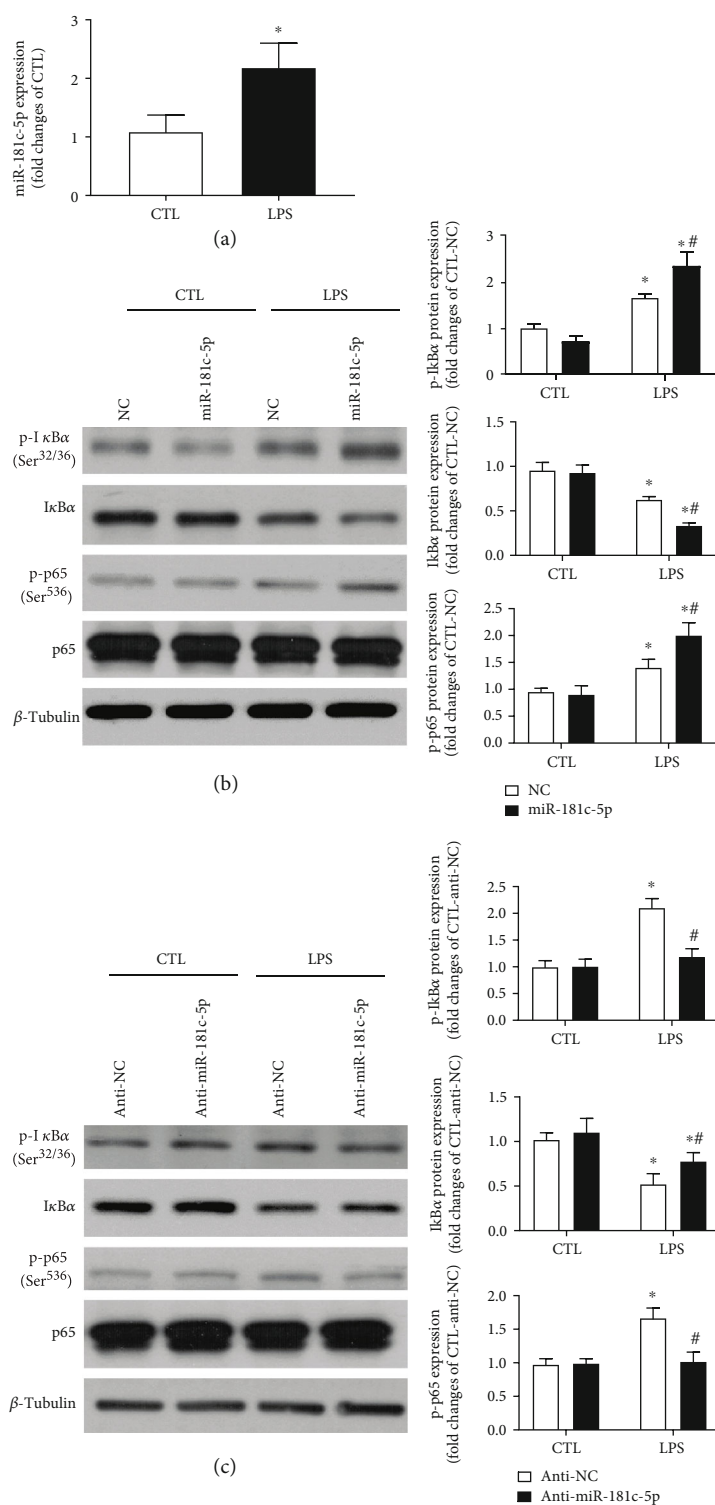 miR-181c-5p expression
(fold changes of CTL)
3
2
1
0
*
CTL LPS
(a)
CTL LPS
NC miR-181c-5p NC miR-181c-5p
p-I κBα
(Ser32/36)
IκBα
p-p65
(Ser536)
p65
β-Tubulin
(b)
p-IkBα protein expression
(fold changes of CTL-NC)
3
2
1
0
* *#
CTL LPS
IkBα protein expression
(fold changes of CTL-NC)
1.5
1.0
0.5
0.0
* *#
CTL LPS
p-p65 protein expression
(fold changes of CTL-NC)
2.5
2.0
1.5
1.0
0.5
0.0
* *#
CTL LPS
NC
miR-181c-5p
CTL LPS
Anti-NC Anti-miR-181c-5p Anti-NC Anti-miR-181c-5p
p-I κBα
(Ser32/36)
IκBα
p-p65
(Ser536)
p65
β-Tubulin
(c)
p-IkBα protein expression
(fold changes of CTL-anti-NC)
2.5
2.0
1.5
1.0
0.5
0.0
* #
CTL LPS
IkBα protein expression
(fold changes of CTL-anti-NC)
1.5
1.0
0.5
0.0
* *#
CTL LPS
p-p65 expression
(fold changes of CTL-anti-NC)
2.0
1.5
1.0
0.5
0.0
* #
CTL LPS
Anti-NC
Anti-miR-181c-5p